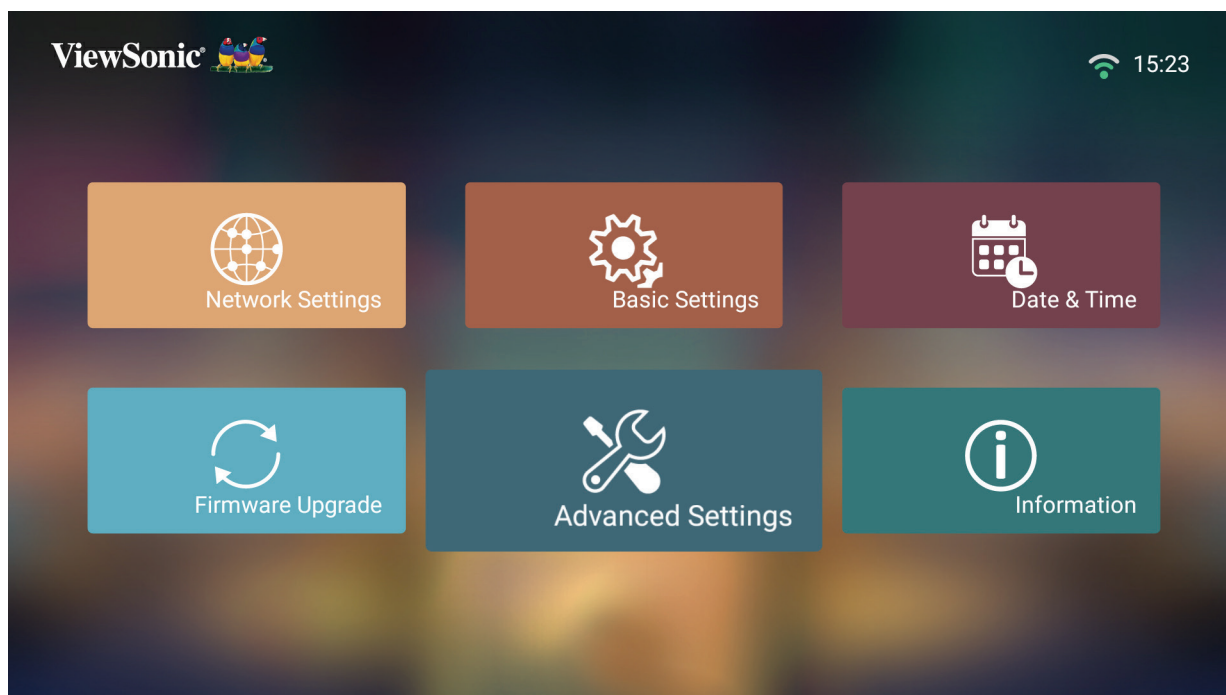 ViewSonic®
15:23
Network Settings
Basic Settings
Date & Time
Firmware Upgrade
Advanced Settings
Information